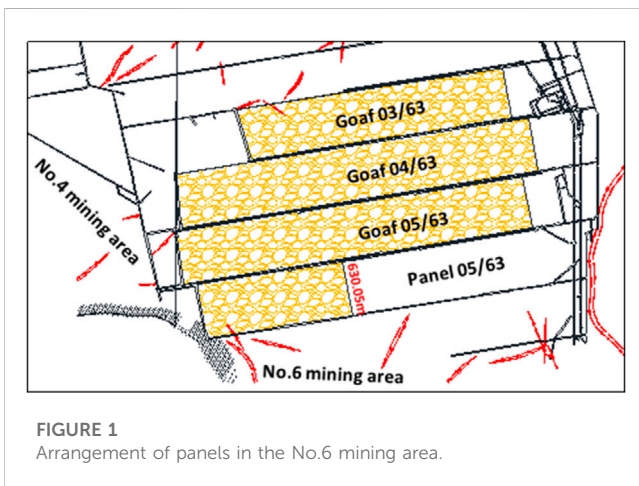 Goaf 03/63
Goaf 04/63
No.4 mining area
Goaf 05/63
Panel 05/63
630.05m
No.6 mining area
FIGURE 1
Arrangement of panels in the No.6 mining area.